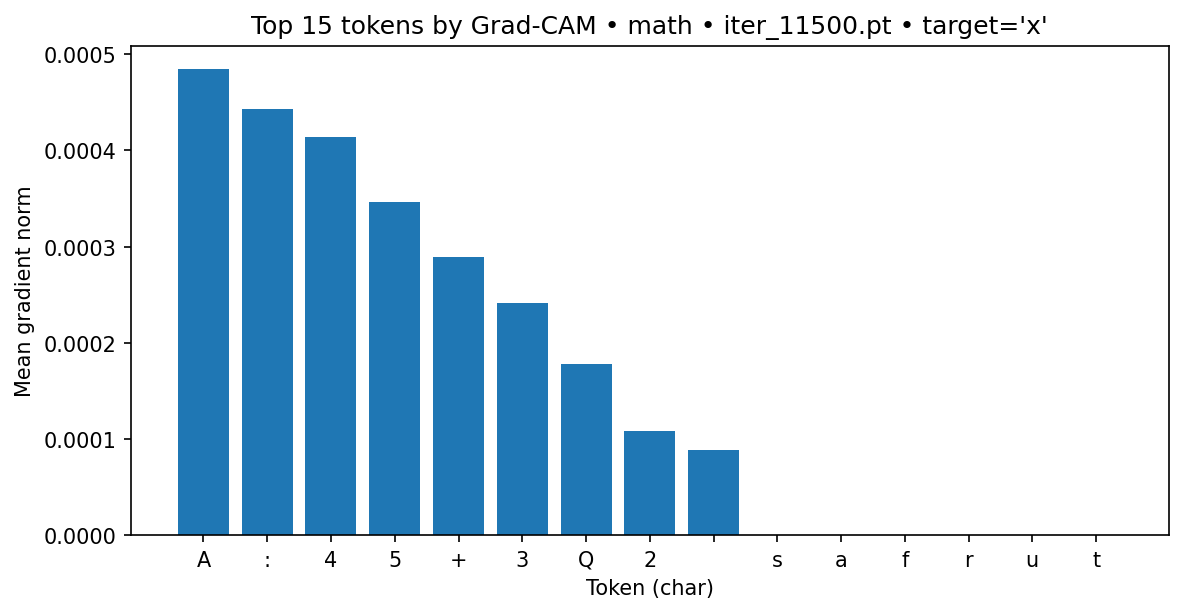 Top 15 tokens by Grad-CAM • math • iter_11500.pt • target='x'
Mean gradient norm
0.0005
0.0004
0.0003
0.0002
0.0001
0.0000
A : 4 5 + 3 Q 2 s a f r u t
Token (char)